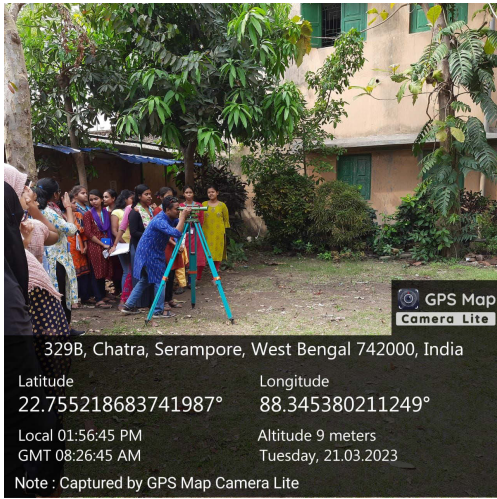 GPS Map
Camera Lite
329B, Chatra, Serampore, West Bengal 742000, India
Latitude
Longitude
22.755218683741987°
88.345380211249°
Local 01:56:45 PM
Altitude 9 meters
GMT 08:26:45 AM
Tuesday, 21.03.2023
Note : Captured by GPS Map Camera Lite